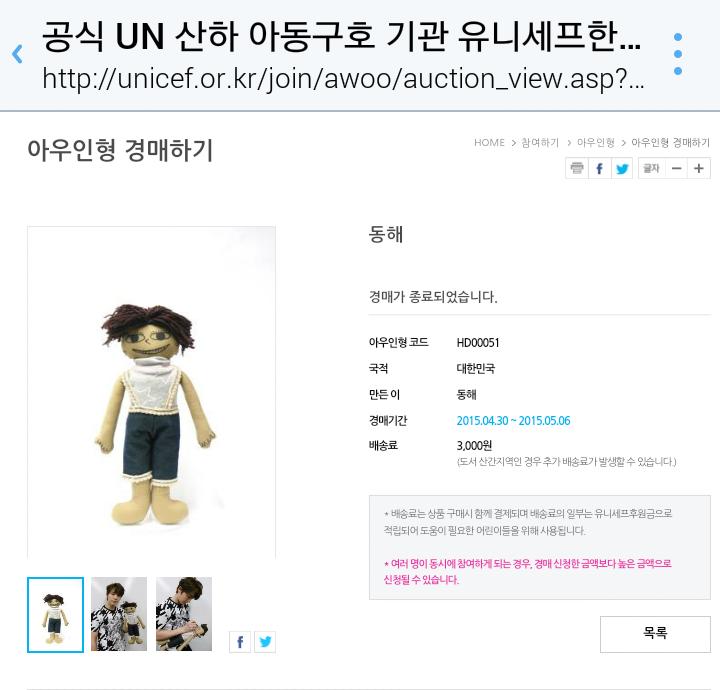 공식 UN 산하 아동구호 기관 유니세프한...
http://unicef.or.kr/join/awoo/auction_view.asp?...
아우인형 경매하기
HOME > 참여하기 > 아우인형 > 아우인형 경매하기
글자
동해
경매가 종료되었습니다.
아우인형 코드 HD00051
국적 대한민국
만든 이 동해
경매기간 2015.04.30 ~ 2015.05.06
배송료 3,000원
(도서 산간지역인 경우 추가 배송료가 발생할 수 있습니다.)
* 배송료는 상품 구매시 함께 결제되며 배송료의 일부는 유니세프후원금으로
적립되어 도움이 필요한 어린이들을 위해 사용됩니다.
* 여러 명이 동시에 참여하게 되는 경우, 경매 신청한 금액보다 높은 금액으로
신청될 수 있습니다.
목록